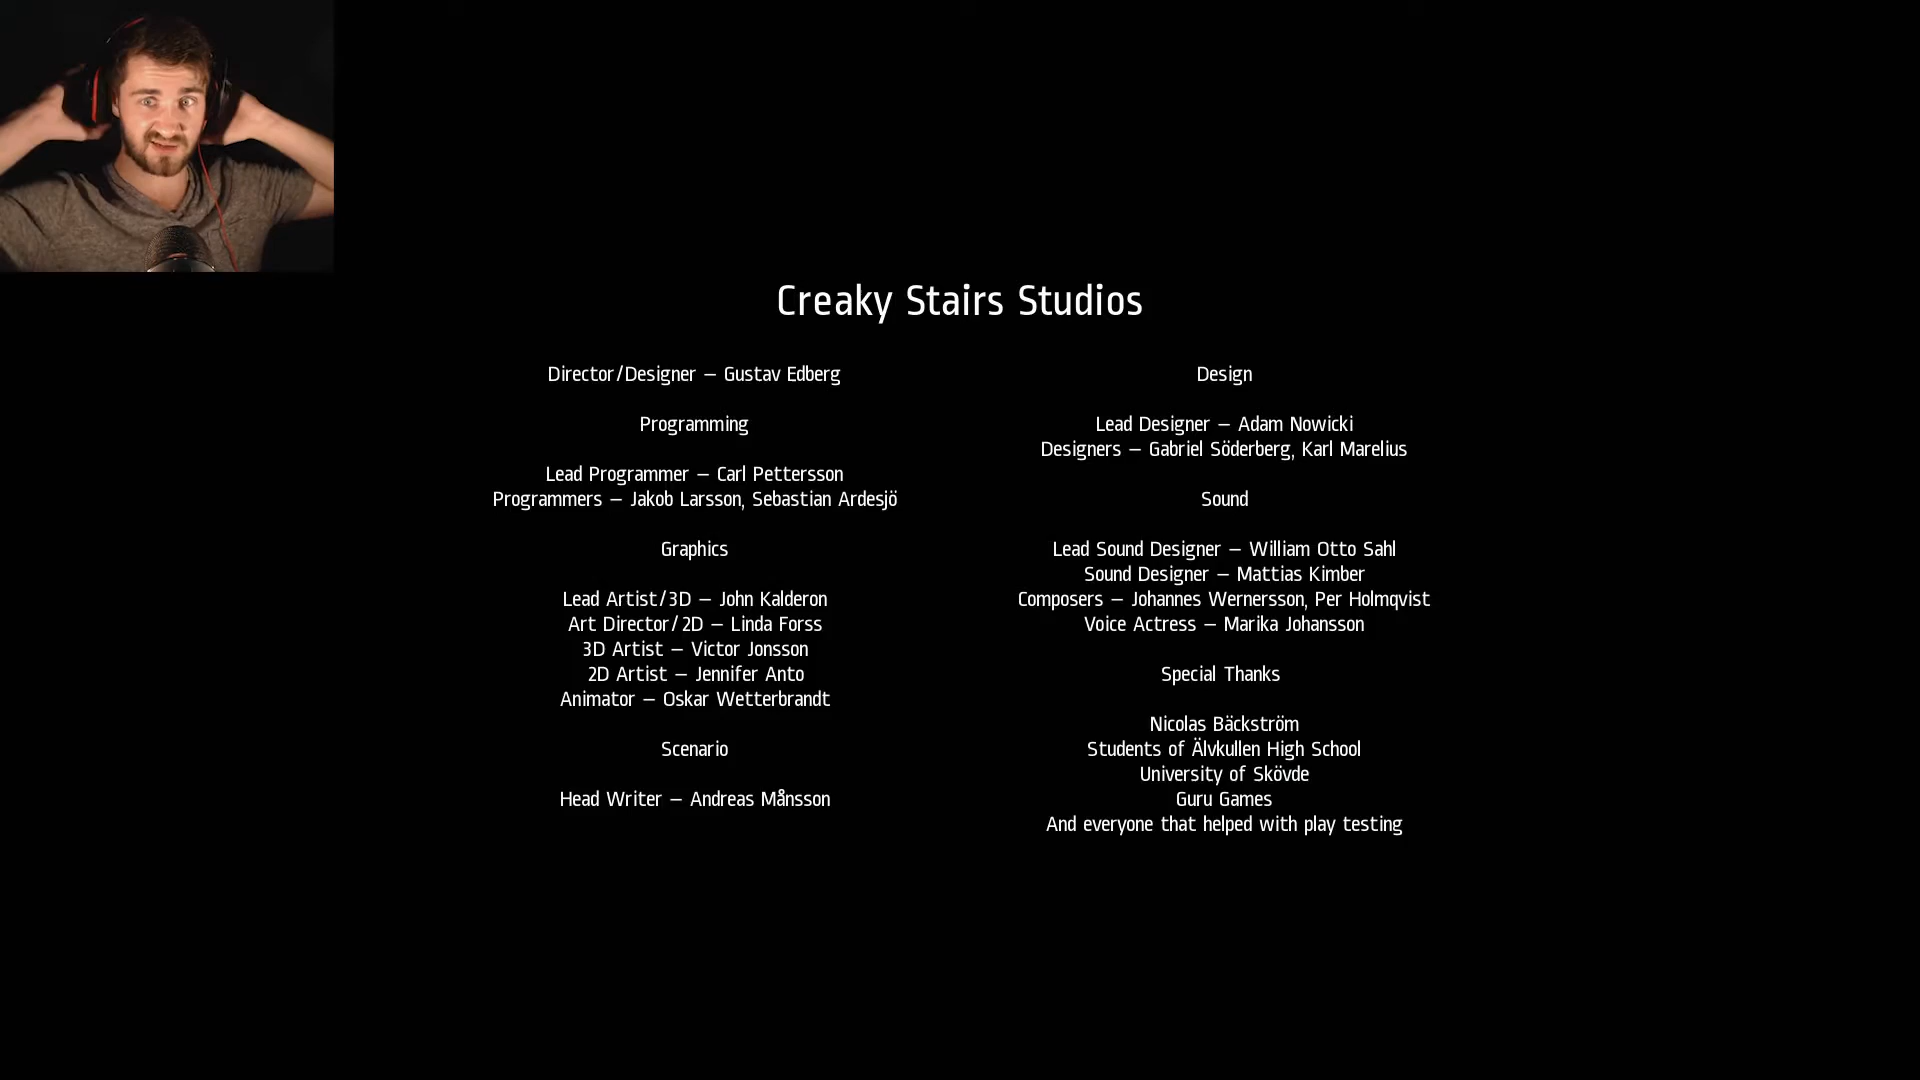 Creaky Stairs Studios
Director/Designer – Gustav Edberg
Programming
Lead Programmer – Carl Pettersson
Programmers – Jakob Larsson, Sebastian Ardesjö
Graphics
Lead Artist/3D – John Kalderon
Art Director/2D – Linda Forss
3D Artist – Victor Jonsson
2D Artist – Jennifer Anto
Animator – Oskar Wetterbrandt
Scenario
Head Writer – Andreas Månsson
Design
Lead Designer – Adam Nowicki
Designers – Gabriel Söderberg, Karl Marelius
Sound
Lead Sound Designer – William Otto Sahl
Sound Designer – Mattias Kimber
Composers – Johannes Wernersson, Per Holmqvist
Voice Actress – Marika Johansson
Special Thanks
Nicolas Bäckström
Students of Älvkullen High School
University of Skövde
Guru Games
And everyone that helped with play testing